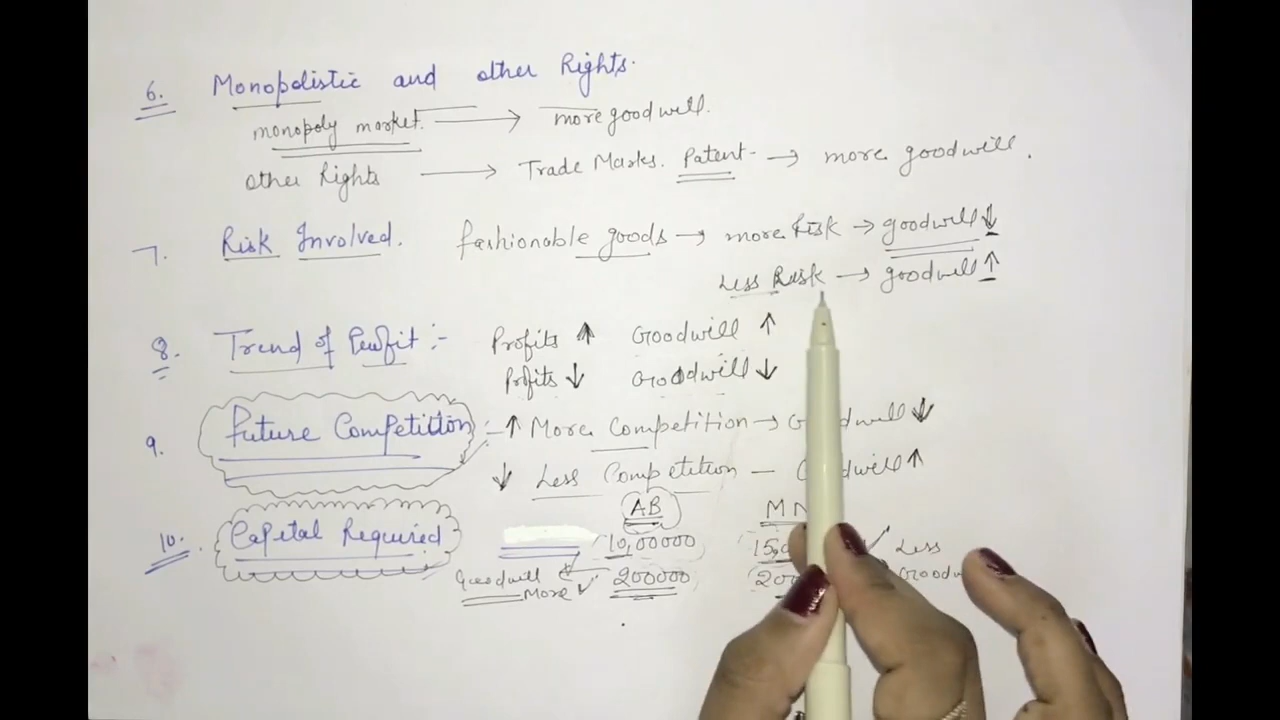 6. Monopolistic and other Rights.
monopoly market. → more goodwill.
other Rights → Trade Marks. Patent - → more goodwill.
7. Risk Involved. fashionable goods → more Risk → goodwill ↓
Less Risk → goodwill ↑
8. Trend of Profit :- Profits ↑ Goodwill ↑
Profits ↓ Goodwill ↓
9. Future Competition - ↑ More Competition → Goodwill ↓
↓ Less Competition - Goodwill ↑
AB MN
10. Capital Required 10,00000 Less
Goodwill 200000
More ✓